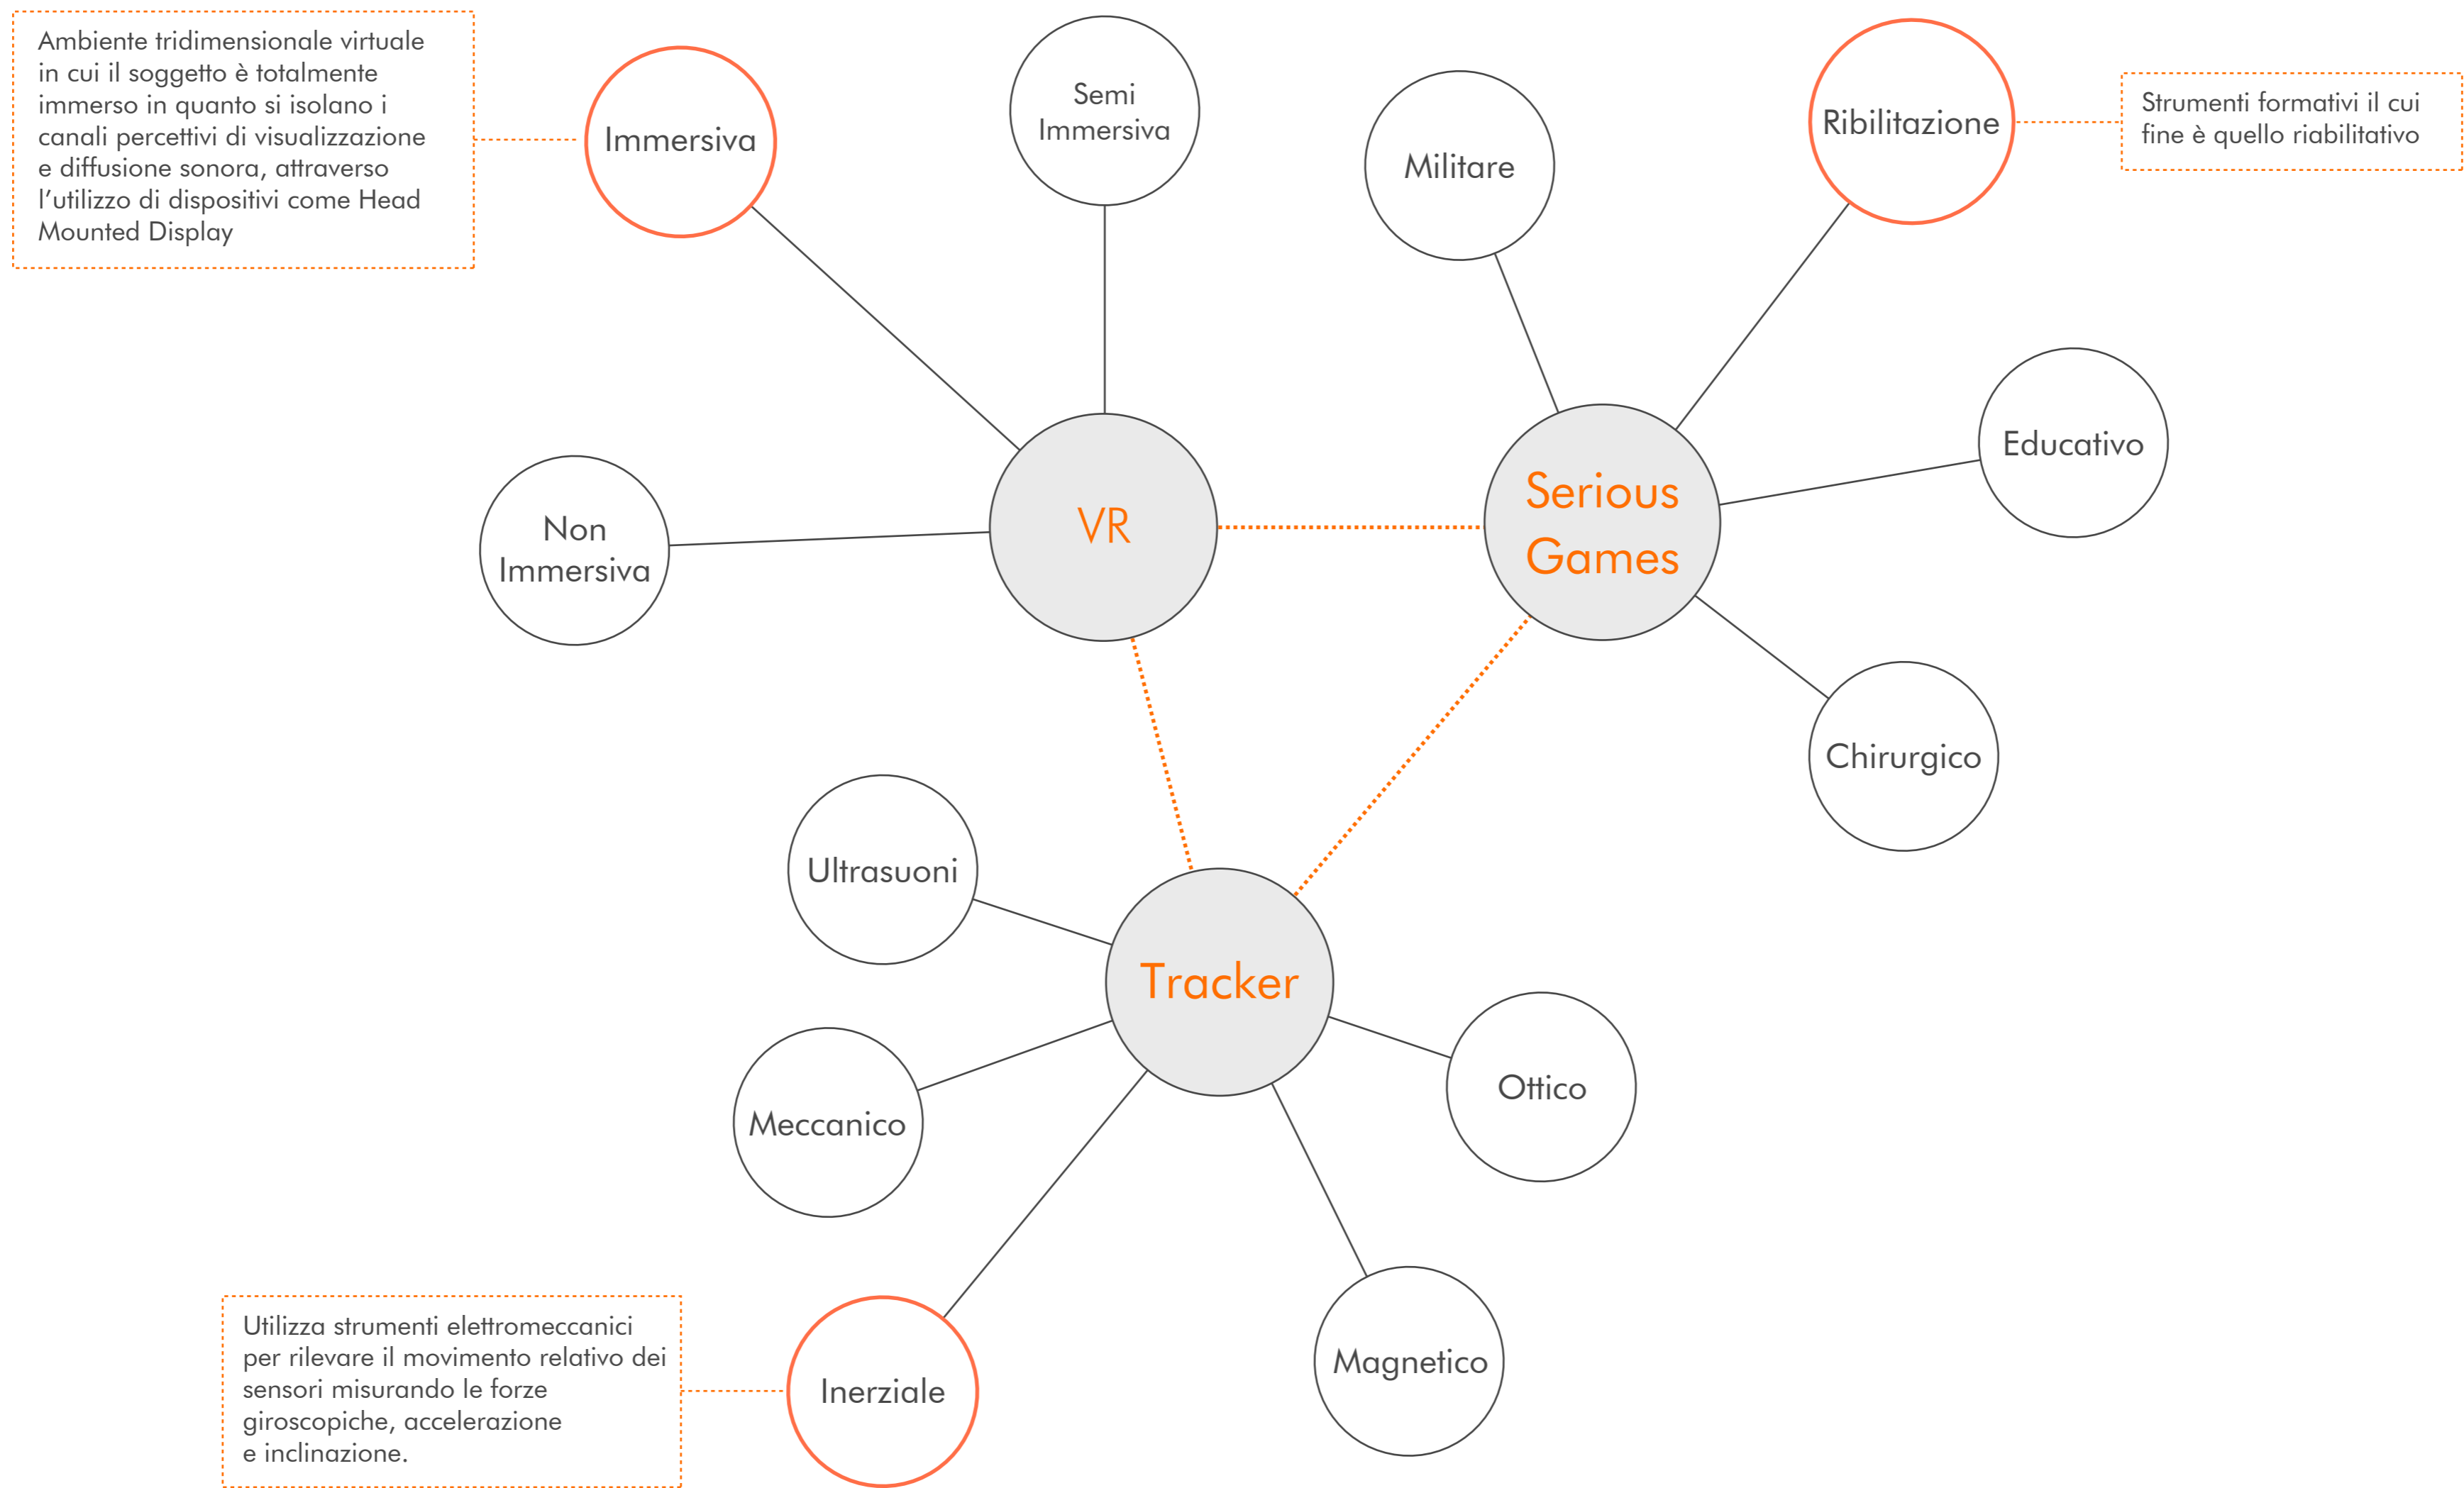 Ambiente tridimensionale virtuale
in cui il soggetto è totalmente
immerso in quanto si isolano i
canali percettivi di visualizzazione
e diffusione sonora, attraverso
l'utilizzo di dispositivi come Head
Mounted Display
Immersiva
Semi
Immersiva
Militare
Ribilitazione
Strumenti formativi il cui
fine è quello riabilitativo
Non
Immersiva
VR
Serious
Games
Educativo
Chirurgico
Ultrasuoni
Tracker
Meccanico
Ottico
Utilizza strumenti elettromeccanici
per rilevare il movimento relativo dei
sensori misurando le forze
giroscopiche, accelerazione
e inclinazione.
Inerziale
Magnetico